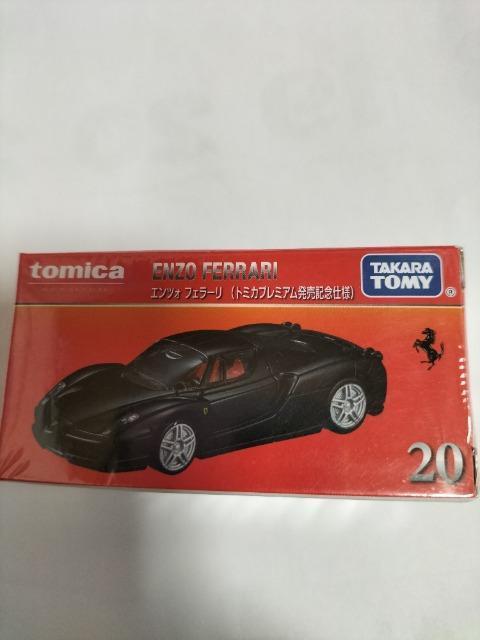 tomica
ENZO FERRARI
エンツォ フェラーリ （トミカプレミアム発売記念仕様）
TAKARA
TOMY
20